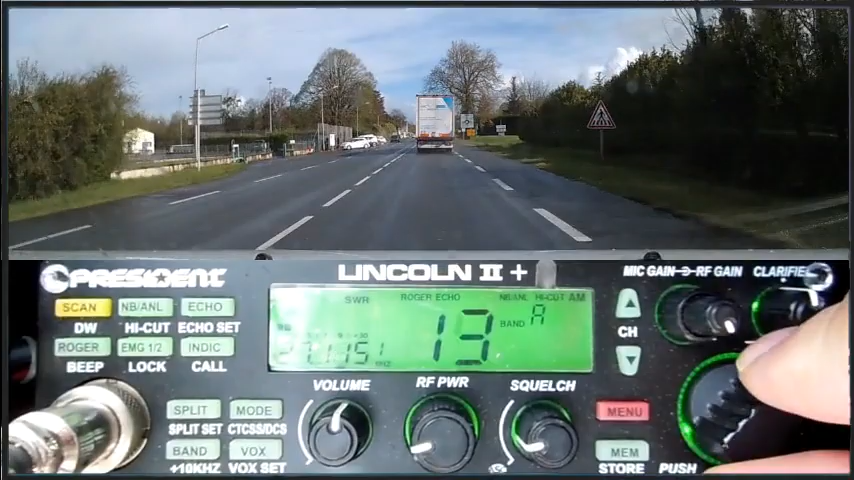 PRESIDENT
LINCOLN II +
MIC GAIN RF GAIN CLARIFIE
SCAN NB/ANL ECHO
DW HI-CUT ECHO SET
ROGER EMG 1/2 INDIC
BEEP LOCK CALL
SPLIT MODE
SPLIT SET CTCSS/DCS
BAND VOX
+10KHZ VOX SET
SWR ROGER ECHO NB/ANL HI-CUT AM
13 BAND A
CH
VOLUME RF PWR SQUELCH
MENU
MEM
STORE PUSH